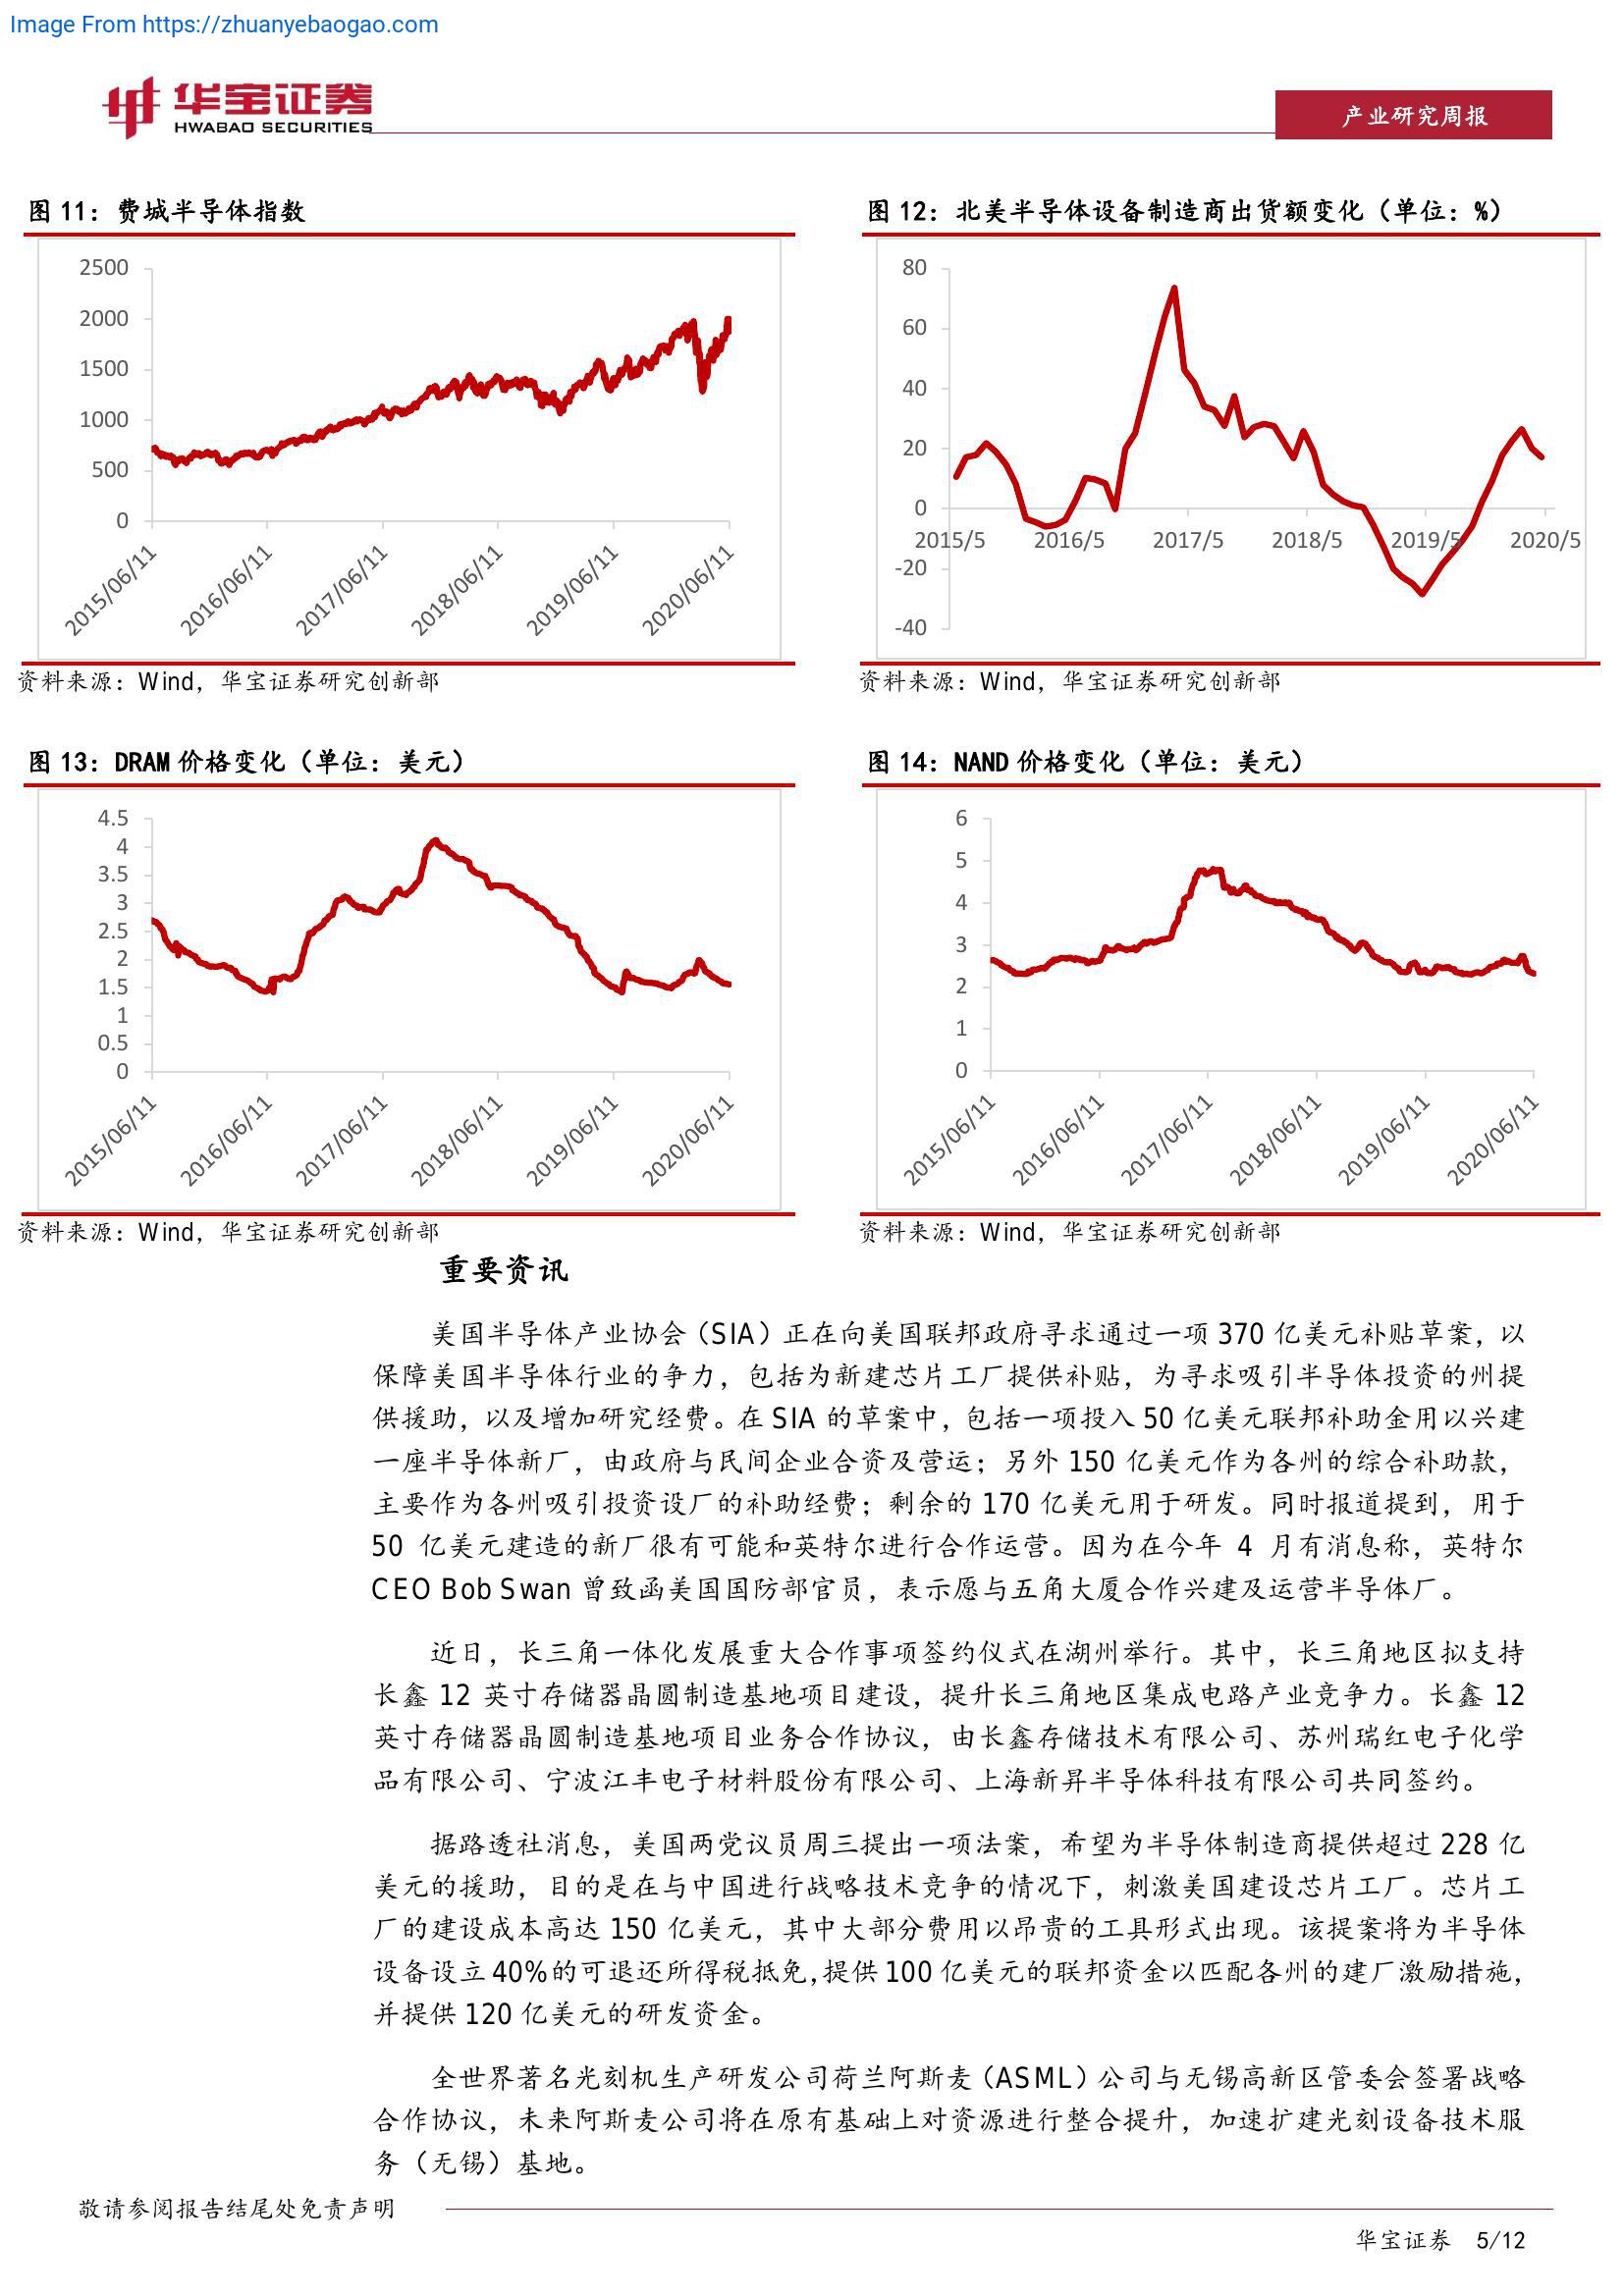 Image From https://zhuanyebaogao.com
华宝证券
HWABAO SECURITIES
产业研究周报
图 11：费城半导体指数
2500
2000
1500
1000
500
0
2015/06/11
2016/06/11
2017/06/11
2018/06/11
2019/06/11
2020/06/11
资料来源：Wind，华宝证券研究创新部
图 12：北美半导体设备制造商出货额变化（单位：%）
80
60
40
20
0
-20
-40
2015/5
2016/5
2017/5
2018/5
2019/5
2020/5
资料来源：Wind，华宝证券研究创新部
图 13：DRAM 价格变化（单位：美元）
4.5
4
3.5
3
2.5
2
1.5
1
0.5
0
2015/06/11
2016/06/11
2017/06/11
2018/06/11
2019/06/11
2020/06/11
资料来源：Wind，华宝证券研究创新部
图 14：NAND 价格变化（单位：美元）
6
5
4
3
2
1
0
2015/06/11
2016/06/11
2017/06/11
2018/06/11
2019/06/11
2020/06/11
资料来源：Wind，华宝证券研究创新部
重要资讯
美国半导体产业协会（SIA）正在向美国联邦政府寻求通过一项 370 亿美元补贴草案，以
保障美国半导体行业的争力，包括为新建芯片工厂提供补贴，为寻求吸引半导体投资的州提
供援助，以及增加研究经费。在 SIA 的草案中，包括一项投入 50 亿美元联邦补助金用以兴建
一座半导体新厂，由政府与民间企业合资及营运；另外 150 亿美元作为各州的综合补助款，
主要作为各州吸引投资设厂的补助经费；剩余的 170 亿美元用于研发。同时报道提到，用于
50 亿美元建造的新厂很有可能和英特尔进行合作运营。因为在今年 4 月有消息称，英特尔
CEO Bob Swan 曾致函美国国防部官员，表示愿与五角大厦合作兴建及运营半导体厂。
近日，长三角一体化发展重大合作事项签约仪式在湖州举行。其中，长三角地区拟支持
长鑫 12 英寸存储器晶圆制造基地项目建设，提升长三角地区集成电路产业竞争力。长鑫 12
英寸存储器晶圆制造基地项目业务合作协议，由长鑫存储技术有限公司、苏州瑞红电子化学
品有限公司、宁波江丰电子材料股份有限公司、上海新昇半导体科技有限公司共同签约。
据路透社消息，美国两党议员周三提出一项法案，希望为半导体制造商提供超过 228 亿
美元的援助，目的是在与中国进行战略技术竞争的情况下，刺激美国建设芯片工厂。芯片工
厂的建设成本高达 150 亿美元，其中大部分费用以昂贵的工具形式出现。该提案将为半导体
设备设立 40%的可退还所得税抵免，提供 100 亿美元的联邦资金以匹配各州的建厂激励措施，
并提供 120 亿美元的研发资金。
全世界著名光刻机生产研发公司荷兰阿斯麦（ASML）公司与无锡高新区管委会签署战略
合作协议，未来阿斯麦公司将在原有基础上对资源进行整合提升，加速扩建光刻设备技术服
务（无锡）基地。
敬请参阅报告结尾处免责声明
华宝证券 5/12